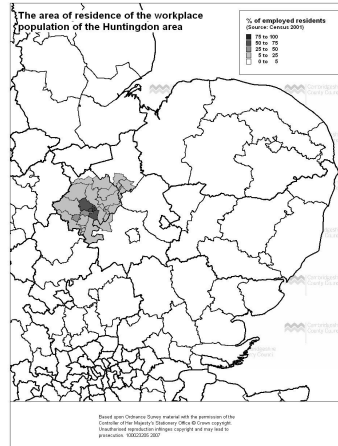 The area of residence of the workplace
population of the Huntingdon area
% of employed residents
(Source: Census 2001)
75 to 100
50 to 75
25 to 50
5 to 25
0 to 5
Based upon Ordnance Survey material with the permission of the
Controller of Her Majesty's Stationery Office © Crown copyright.
Unauthorised reproduction infringes copyright and may lead to
prosecution. 100023205 2007